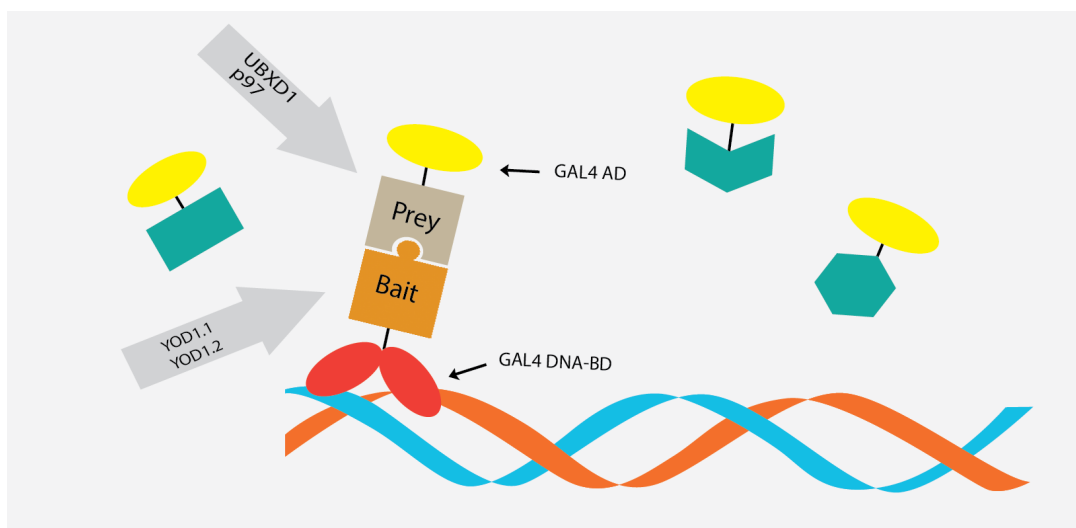 UBXD1
p97
GAL4 AD
Prey
Bait
YOD1.1
YOD1.2
GAL4 DNA-BD